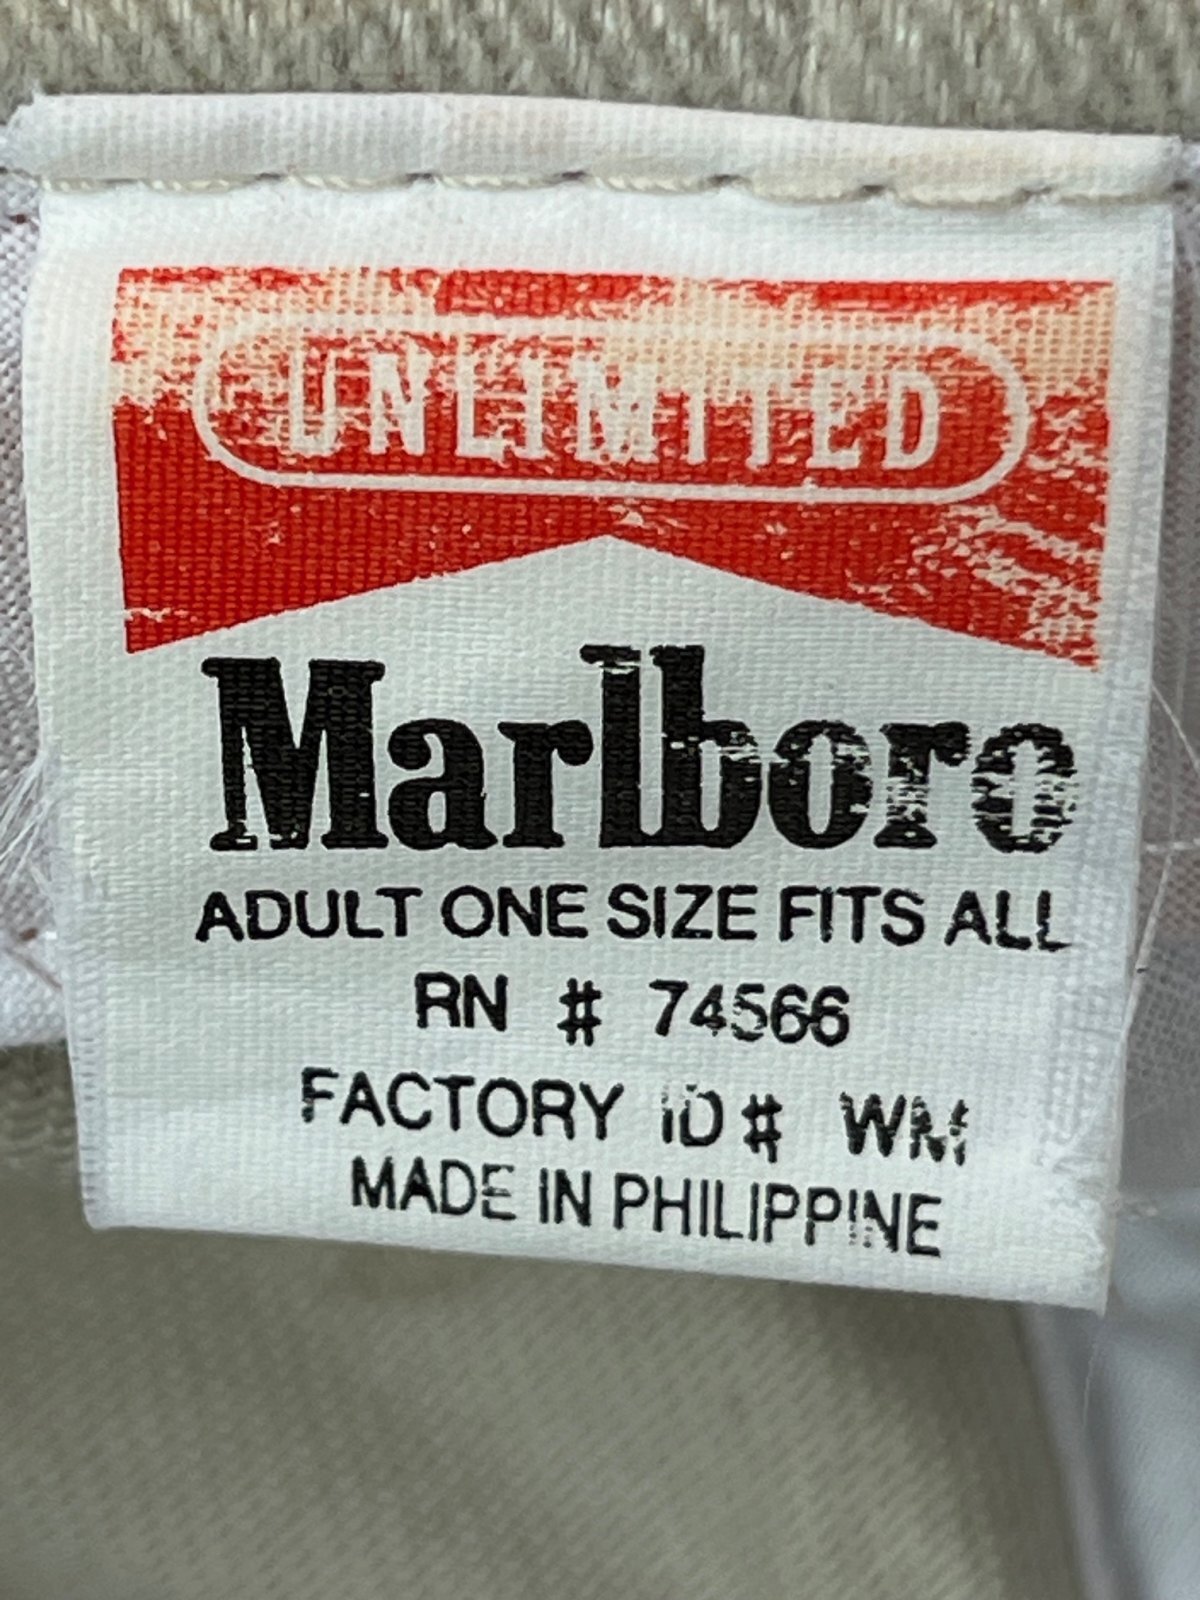 UNLIMITED
Marlboro
ADULT ONE SIZE FITS ALL
RN # 74566
FACTORY ID # WM
MADE IN PHILIPPINE